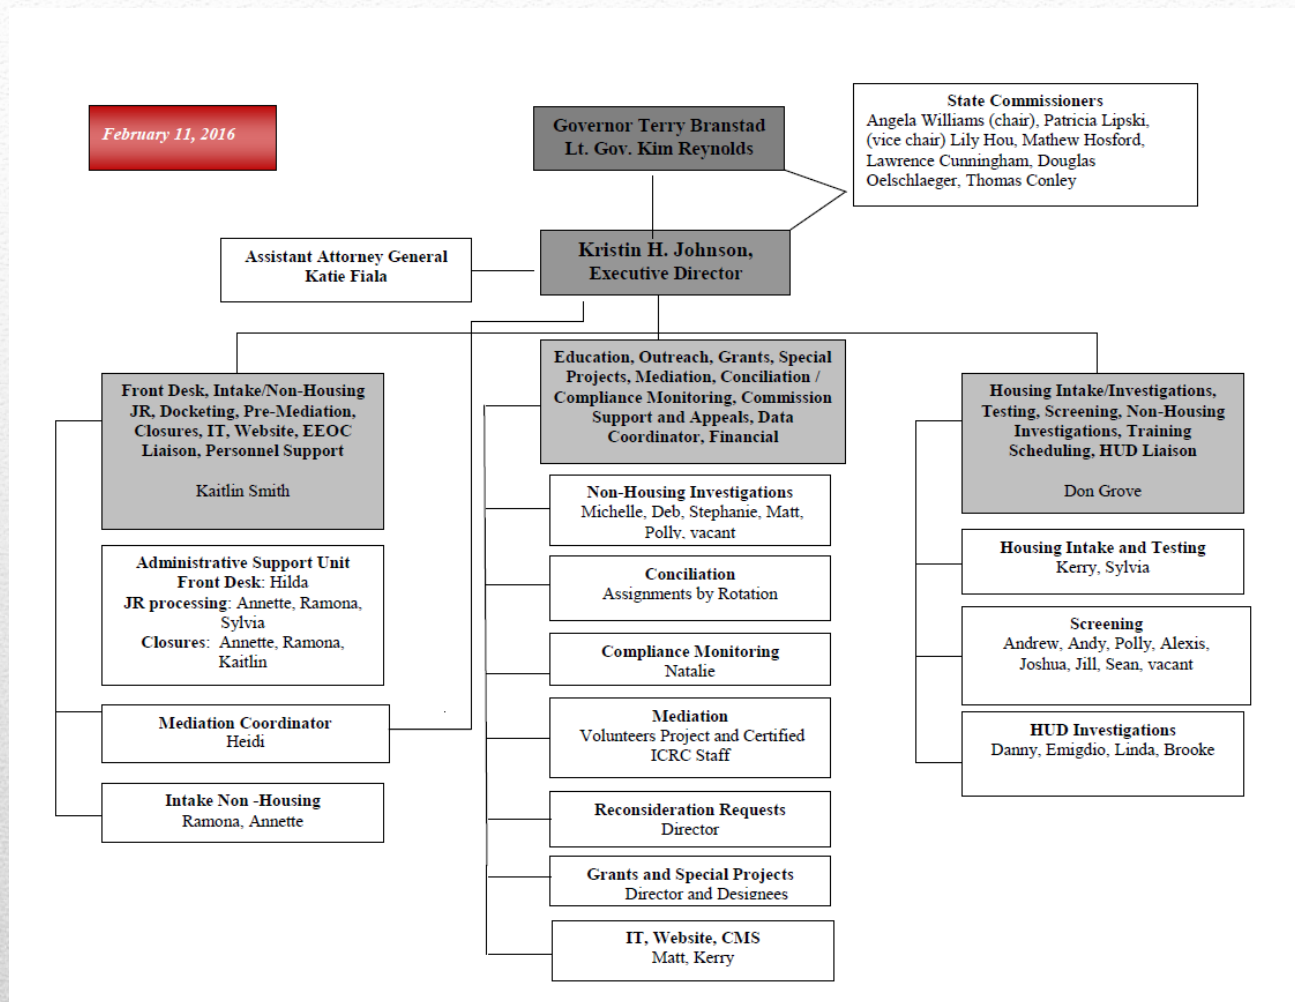 February 11, 2016
Governor Terry Branstad
Lt. Gov. Kim Reynolds
State Commissioners
Angela Williams (chair), Patricia Lipski,
(vice chair) Lily Hou, Mathew Hosford,
Lawrence Cunningham, Douglas
Oelschlaeger, Thomas Conley
Assistant Attorney General
Katie Fiala
Kristin H. Johnson,
Executive Director
Front Desk, Intake/Non-Housing
JR, Docketing, Pre-Mediation,
Closures, IT, Website, EEOC
Liaison, Personnel Support
Kaitlin Smith
Administrative Support Unit
Front Desk: Hilda
JR processing: Annette, Ramona,
Sylvia
Closures: Annette, Ramona,
Kaitlin
Mediation Coordinator
Heidi
Intake Non -Housing
Ramona, Annette
Education, Outreach, Grants, Special
Projects, Mediation, Conciliation /
Compliance Monitoring, Commission
Support and Appeals, Data
Coordinator, Financial
Non-Housing Investigations
Michelle, Deb, Stephanie, Matt,
Polly, vacant
Conciliation
Assignments by Rotation
Compliance Monitoring
Natalie
Mediation
Volunteers Project and Certified
ICRC Staff
Reconsideration Requests
Director
Grants and Special Projects
Director and Designees
IT, Website, CMS
Matt, Kerry
Housing Intake/Investigations,
Testing, Screening, Non-Housing
Investigations, Training
Scheduling, HUD Liaison
Don Grove
Housing Intake and Testing
Kerry, Sylvia
Screening
Andrew, Andy, Polly, Alexis,
Joshua, Jill, Sean, vacant
HUD Investigations
Danny, Emigdio, Linda, Brooke